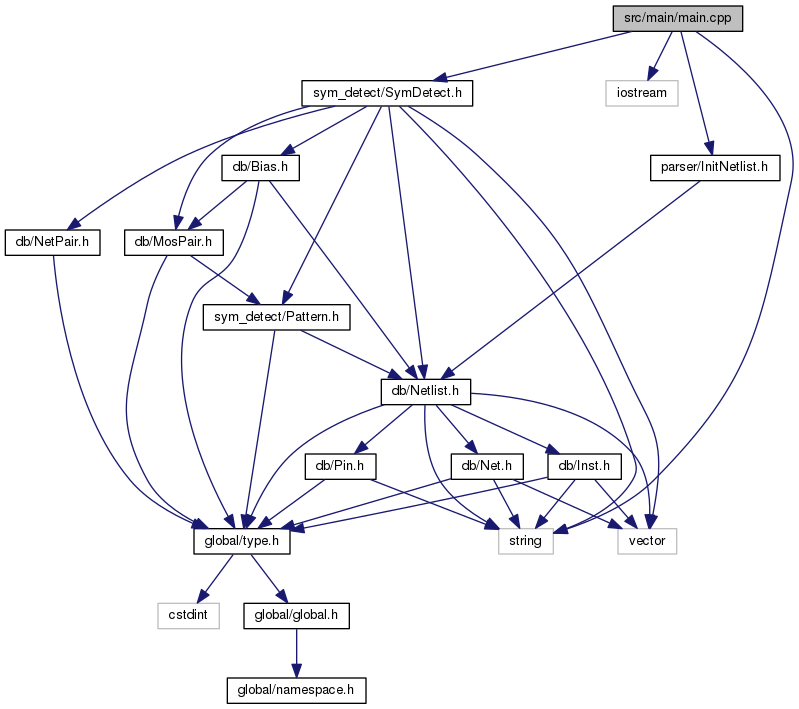 src/main/main.cpp
sym_detect/SymDetect.h
iostream
db/Bias.h
parser/InitNetlist.h
db/NetPair.h
db/MosPair.h
sym_detect/Pattern.h
db/Netlist.h
db/Pin.h
db/Net.h
db/Inst.h
global/type.h
string
vector
cstdint
global/global.h
global/namespace.h